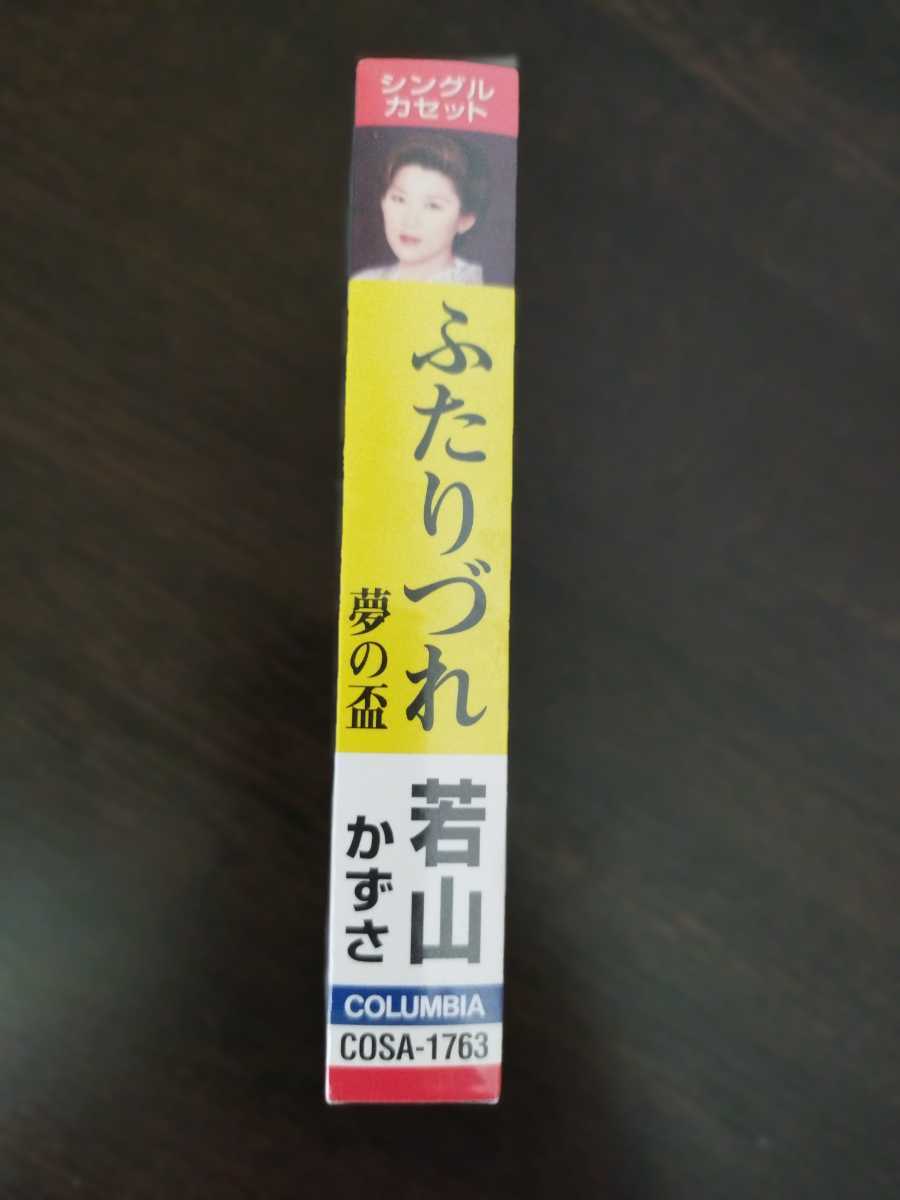 シングル
カセット
ふたりづれ
夢の盃
若山
かずさ
COLUMBIA
COSA-1763